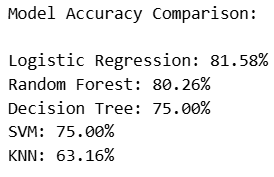 Model Accuracy Comparison:
Logistic Regression: 81.58%
Random Forest: 80.26%
Decision Tree: 75.00%
SVM: 75.00%
KNN: 63.16%